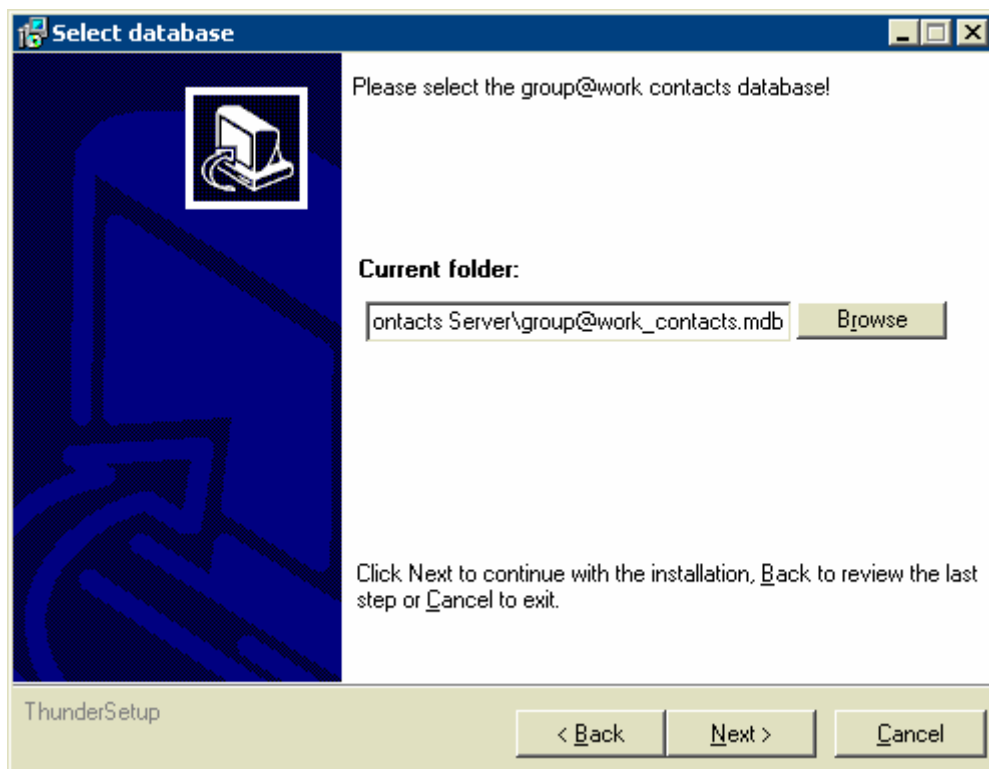 Select database
Please select the group@work contacts database!
Current folder:
ontacts Server\group@work_contacts.mdb
Browse
Click Next to continue with the installation, Back to review the last
step or Cancel to exit.
ThunderSetup
< Back
Next >
Cancel